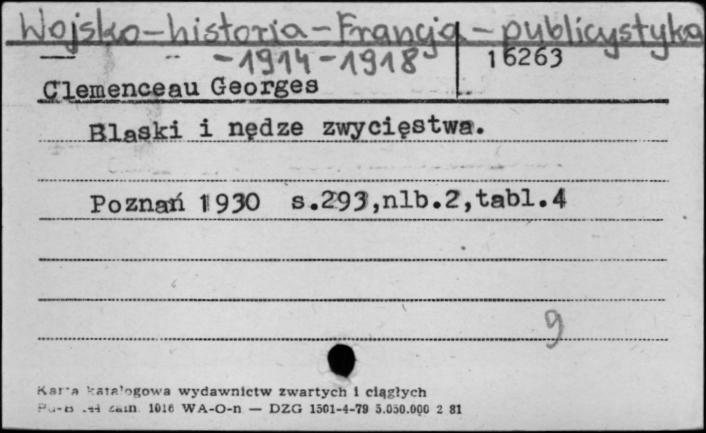 Wojsko-historia-Francja-publicystyka
-1914-1918
16263
Clemenceau Georges
Blaski i nędze zwycięstwa.
Poznań 1930 s.293,nlb.2,tabl.4
9
Karta katalogowa wydawnictw zwartych i ciągłych
zam. 1016 WA-O-n — DZG 1501-4-79 5.050.000 2 81